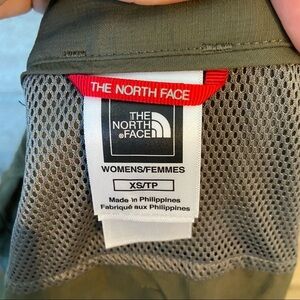 THE NORTH FACE
THE
NORTH
FACE
WOMENS/FEMMES
XS/TP
Made in Philippines
Fabriqué aux Philippines